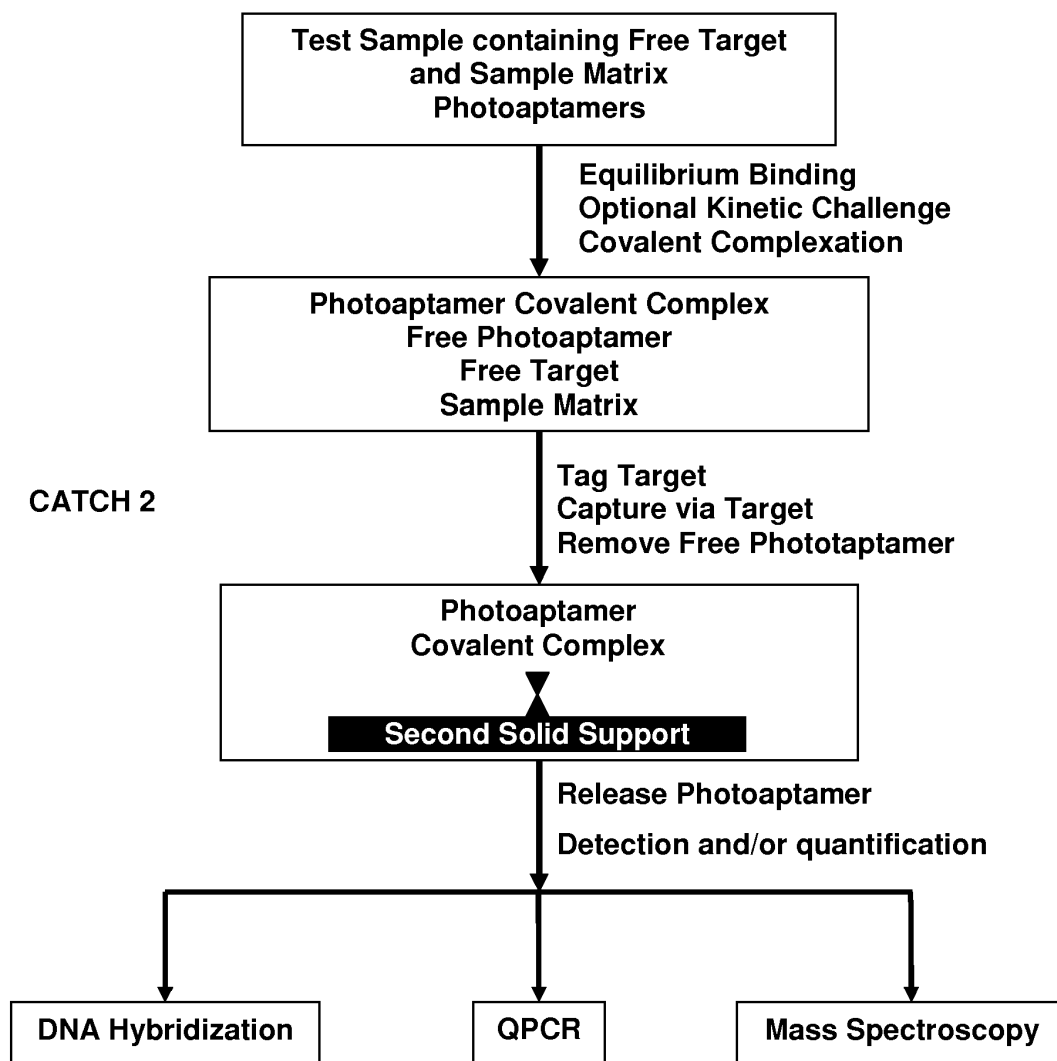 Test Sample containing Free Target
and Sample Matrix
Photoaptamers
Equilibrium Binding
Optional Kinetic Challenge
Covalent Complexation
Photoaptamer Covalent Complex
Free Photoaptamer
Free Target
Sample Matrix
CATCH 2
Tag Target
Capture via Target
Remove Free Phototaptamer
Photoaptamer
Covalent Complex
Second Solid Support
Release Photoaptamer
Detection and/or quantification
DNA Hybridization
QPCR
Mass Spectroscopy